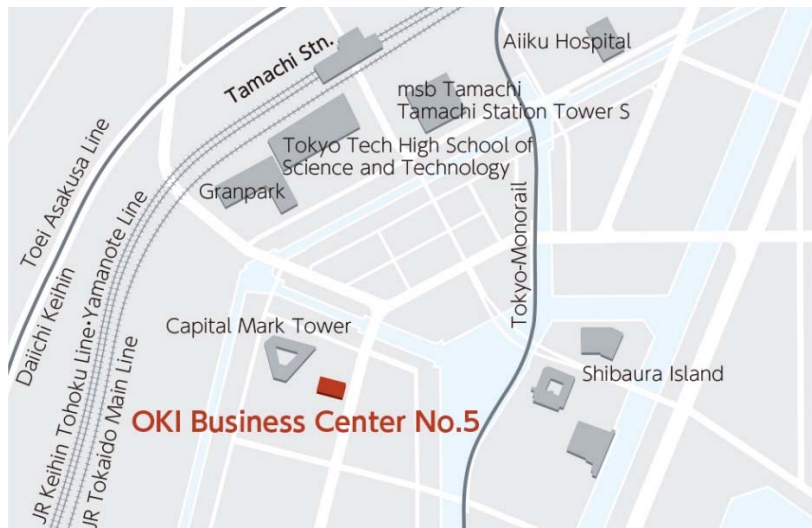 Tamachi Stn.
Aiiku Hospital
msb Tamachi
Tamachi Station Tower S
Tokyo Tech High School of
Science and Technology
Granpark
Toei Asakusa Line
Daiichi Keihin
JR Keihin Tohoku Line･Yamanote Line
JR Tokaido Main Line
Tokyo-Monorail
Capital Mark Tower
Shibaura Island
OKI Business Center No.5